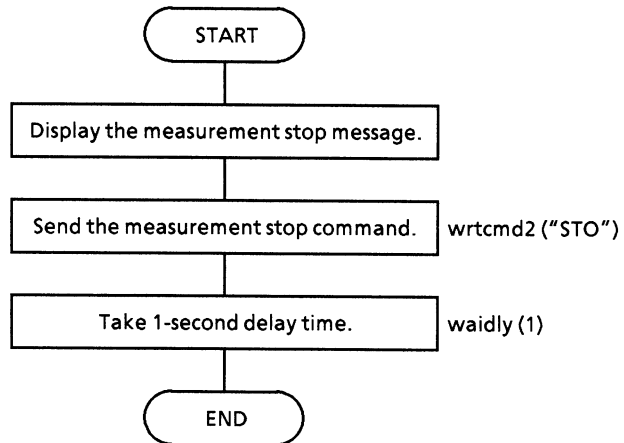 START
Display the measurement stop message.
Send the measurement stop command. wrtcmd2 (“STO”)
Take 1-second delay time. waidly (1)
END